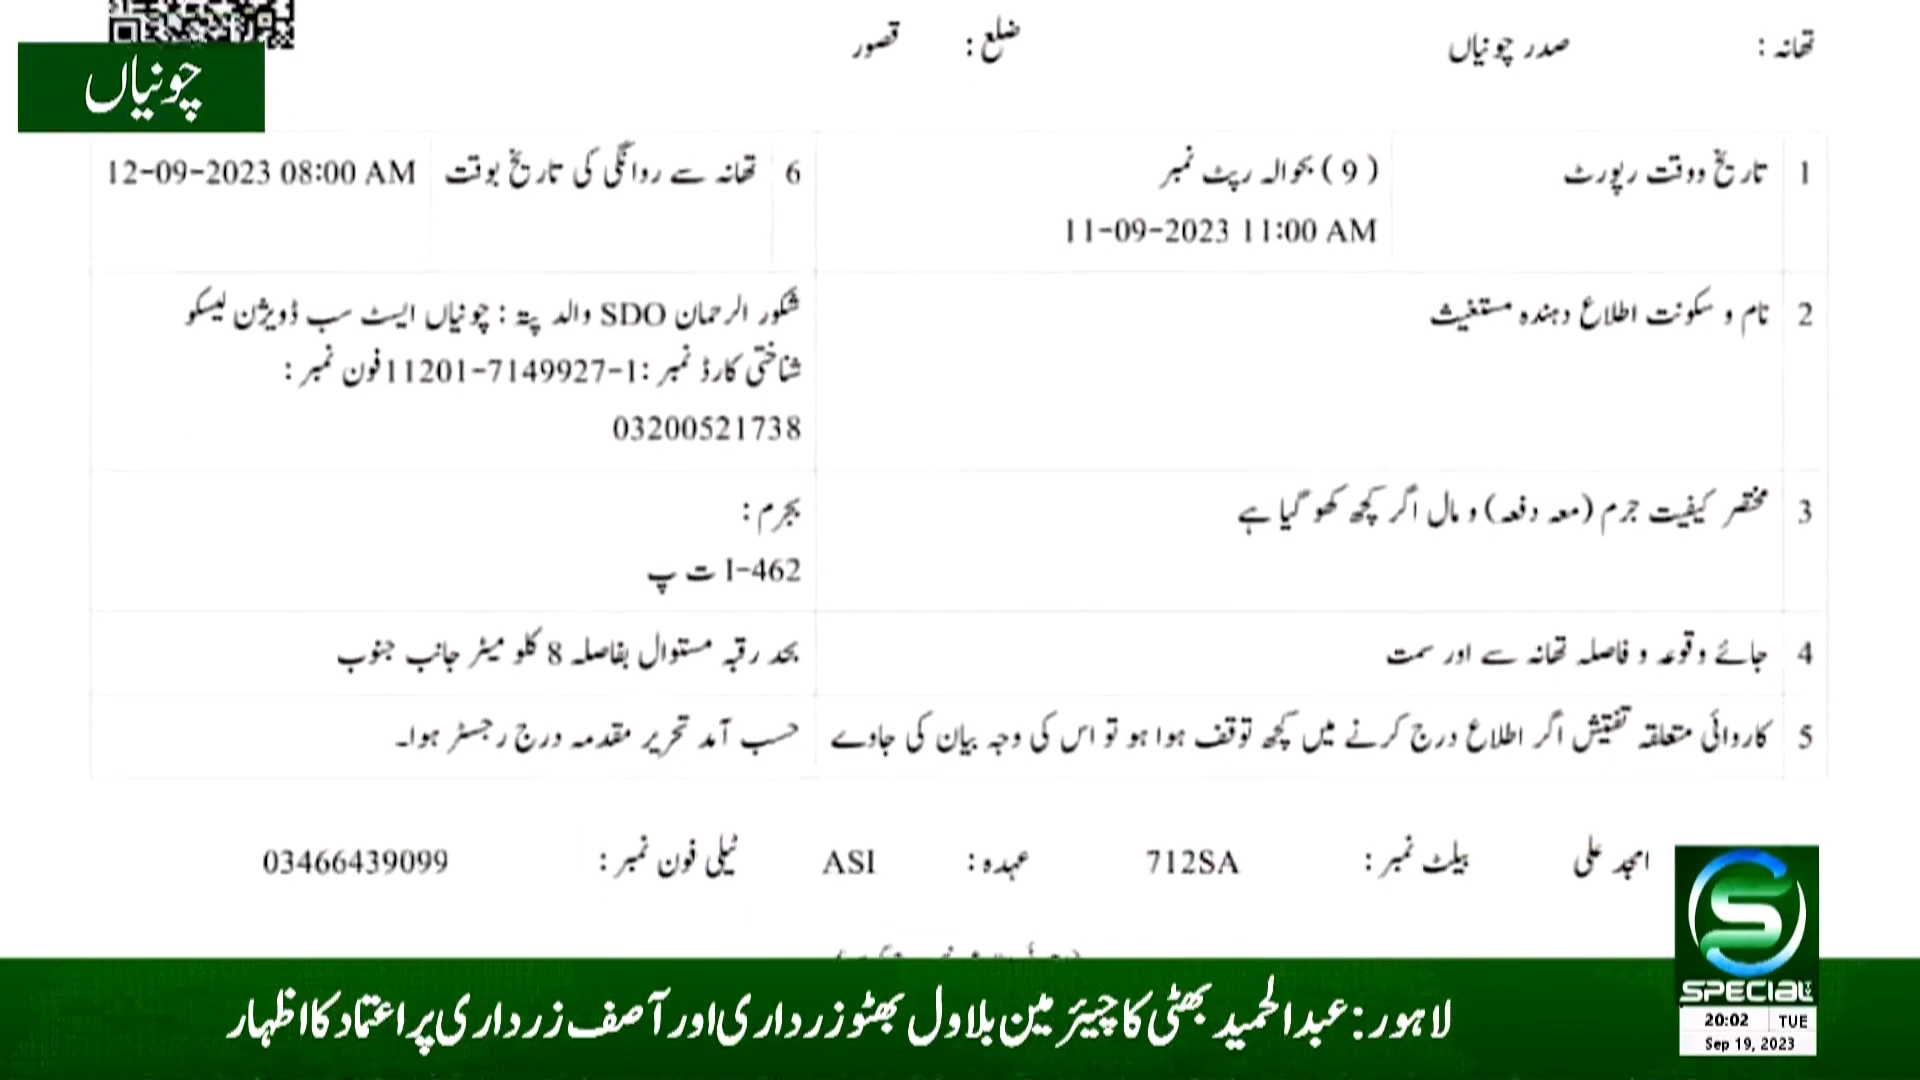 تھانہ : صدر چونیاں ضلع : قصور
چونیاں
1 تاریخ ووقت رپورٹ ( 9 ) بحوالہ رپٹ نمبر 6 تھانہ سے روانگی کی تاریخ بوقت 12-09-2023 08:00 AM
11-09-2023 11:00 AM
2 نام و سکونت اطلاع دہندہ مستغیث شکور الرحمان SDO والد پتہ : چونیاں ایسٹ سب ڈویژن لیسکو
شناختی کارڈ نمبر :1-7149927-11201فون نمبر :
03200521738
3 مختصر کیفیت جرم (معہ دفعہ) و مال اگر کچھ کھو گیا ہے بجرم :
462-I ت پ
4 جائے وقوعہ و فاصلہ تھانہ سے اور سمت بحد رقبہ مستوال بفاصلہ 8 کلو میٹر جانب جنوب
5 کاروائی متعلقہ تفتیش اگر اطلاع درج کرنے میں کچھ توقف ہوا ہو تو اس کی وجہ بیان کی جاوے حسب آمد تحریر مقدمہ درج رجسٹر ہوا۔
امجد علی بیلٹ نمبر : 712SA عہدہ : ASI ٹیلی فون نمبر : 03466439099
لاہور: عبدالحمید بھٹی کا چیئرمین بلاول بھٹو زرداری اور آصف زرداری پر اعتماد کا اظہار
SPECIAL TV
20:02 TUE
Sep 19, 2023